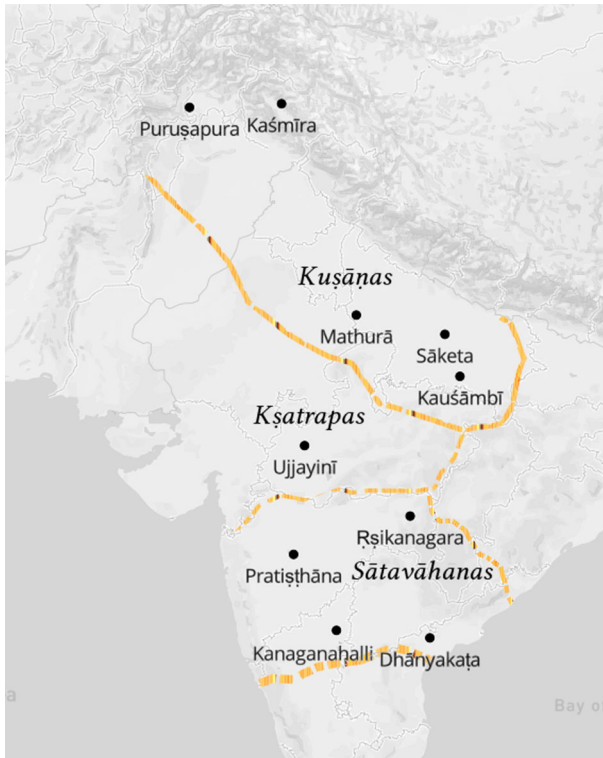 Puruṣapura
Kaśmīra
Kuṣāṇas
Mathurā
Sāketa
Kauśāmbī
Kṣatrapas
Ujjayinī
Ṛṣikanagara
Pratiṣṭhāna
Sātavāhanas
Kanaganahalli
Dhānyakaṭa
a
Bay o